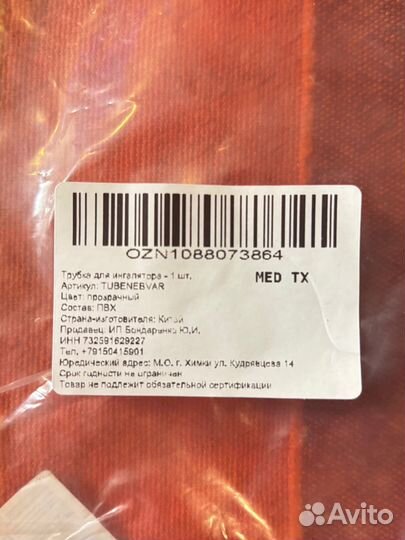 OZN1088073864
Трубка для ингалятора - 1 шт. MED TX
Артикул: TUBENEBVAR
Цвет: прозрачный
Состав: ПВХ
Страна-изготовителя: Китай
Продавец: ИП Бондаренко Ю.И.
ИНН 732591629227
Тел. +79150415901
Юридический адрес: М.О. г. Химки ул. Кудрявцева 14
Срок годности не ограничен
Товар не подлежит обязательной сертификации
Avito